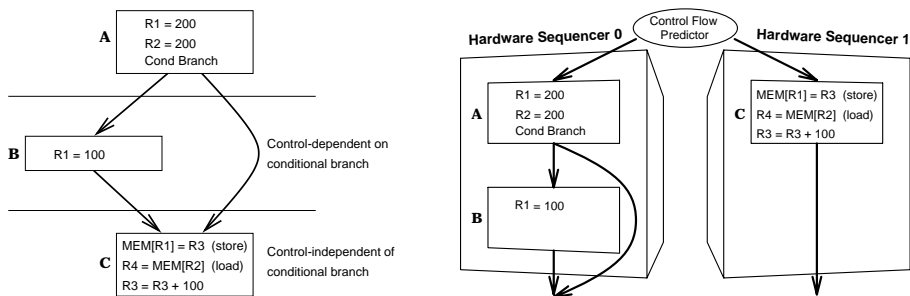 A
R1 = 200
R2 = 200
Cond Branch
B
R1 = 100
Control-dependent on
conditional branch
C
MEM[R1] = R3 (store)
R4 = MEM[R2] (load)
R3 = R3 + 100
Control-independent of
conditional branch
Control Flow
Predictor
Hardware Sequencer 0
Hardware Sequencer 1
A
R1 = 200
R2 = 200
Cond Branch
B
R1 = 100
C
MEM[R1] = R3 (store)
R4 = MEM[R2] (load)
R3 = R3 + 100